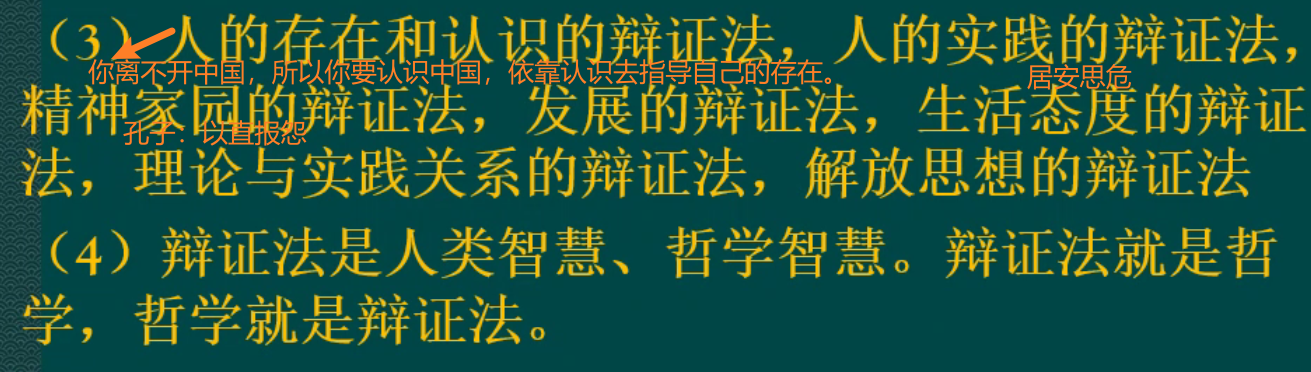 （3）人的存在和认识的辩证法，人的实践的辩证法，
你离不开中国，所以你要认识中国，依靠认识去指导自己的存在。
居安思危
精神家园的辩证法，发展的辩证法，生活态度的辩证
孔子：以直报怨
法，理论与实践关系的辩证法，解放思想的辩证法
（4）辩证法是人类智慧、哲学智慧。辩证法就是哲
学，哲学就是辩证法。